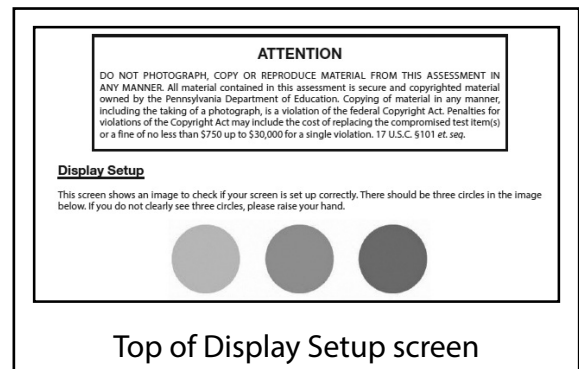 ATTENTION
DO NOT PHOTOGRAPH, COPY OR REPRODUCE MATERIAL FROM THIS ASSESSMENT IN
ANY MANNER. All material contained in this assessment is secure and copyrighted material
owned by the Pennsylvania Department of Education. Copying of material in any manner,
including the taking of a photograph, is a violation of the federal Copyright Act. Penalties for
violations of the Copyright Act may include the cost of replacing the compromised test item(s)
or a fine of no less than $750 up to $30,000 for a single violation. 17 U.S.C. §101 et. seq.
Display Setup
This screen shows an image to check if your screen is set up correctly. There should be three circles in the image
below. If you do not clearly see three circles, please raise your hand.
Top of Display Setup screen